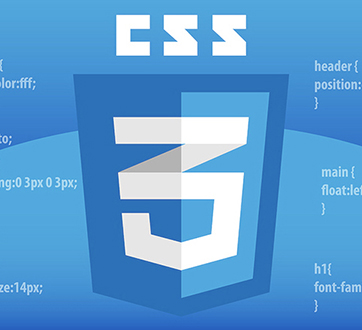 CSS
{
olor:fff;
to;
ng:0 3px 0 3px;
ze:14px;
3
header {
position:
}
main {
float:lef
}
h1{
font-fam